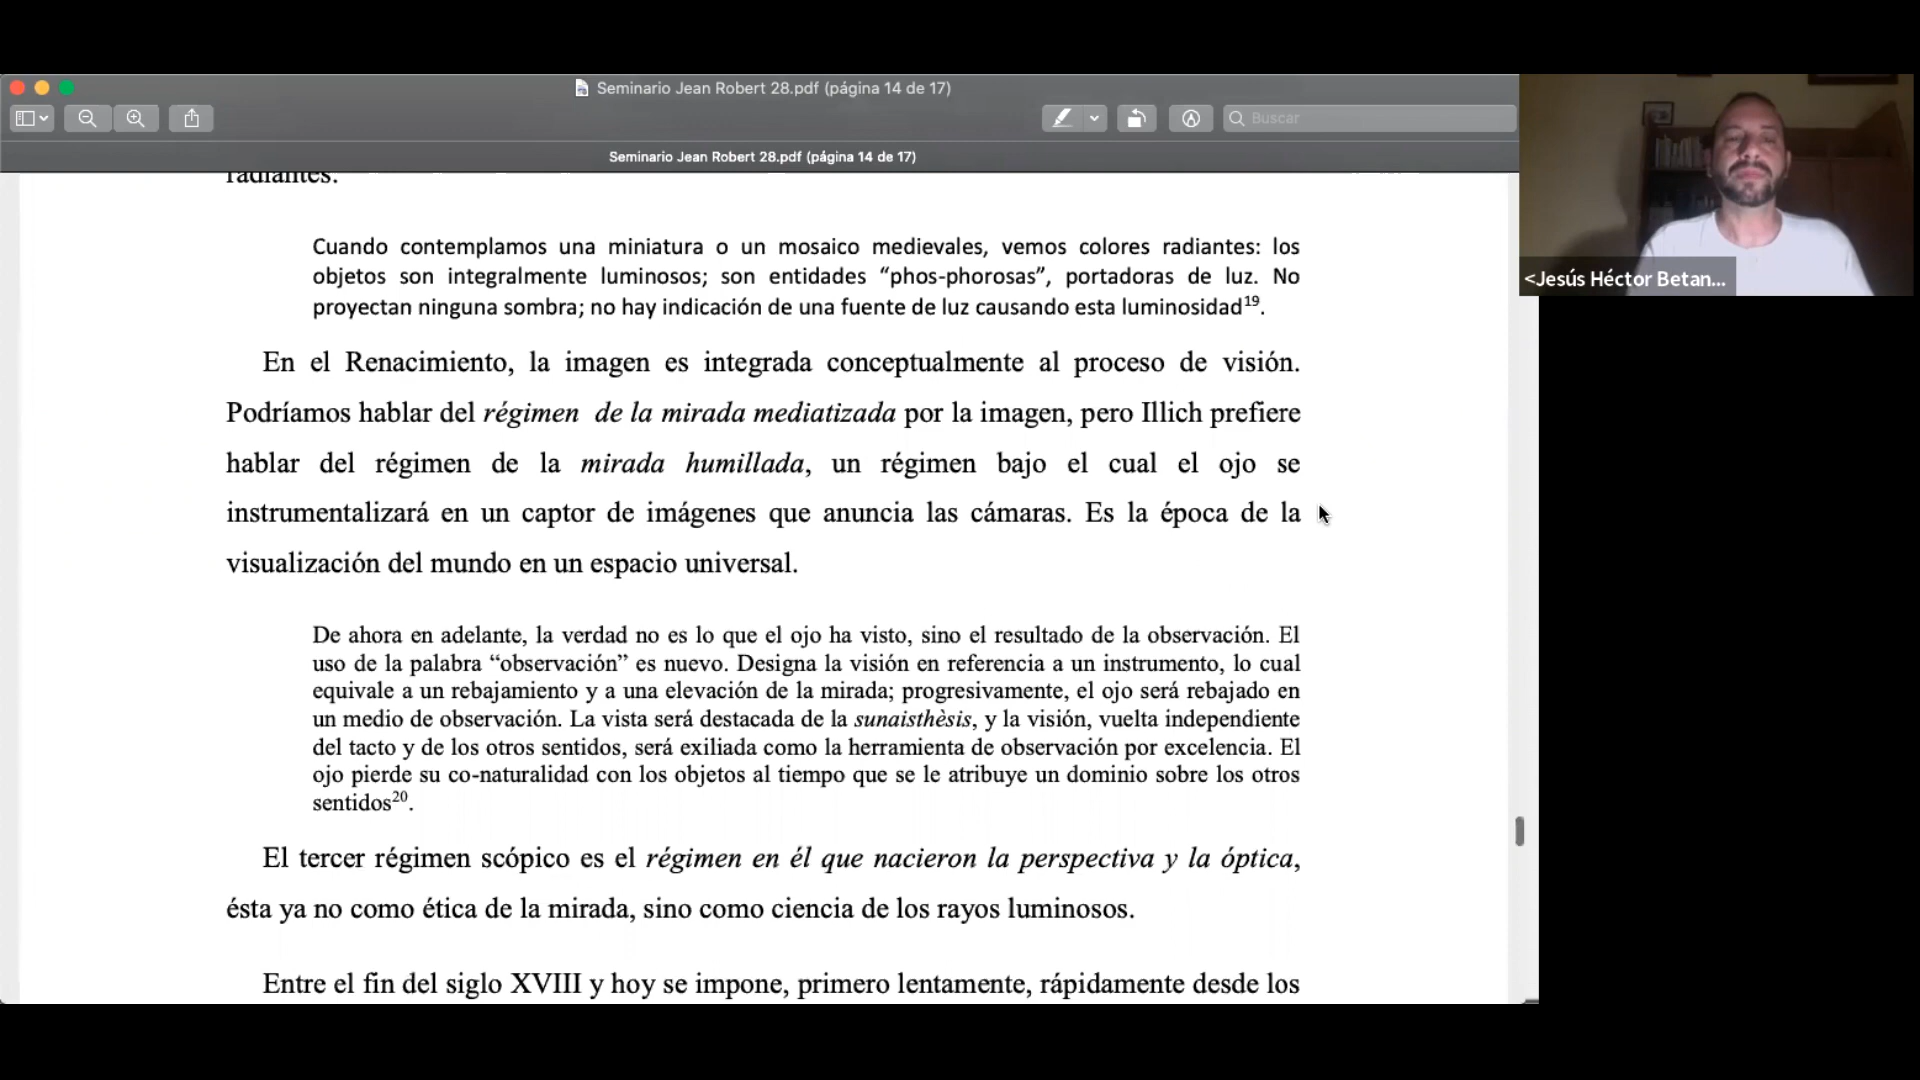 Seminario Jean Robert 28.pdf (página 14 de 17)
Buscar
Seminario Jean Robert 28.pdf (página 14 de 17)
radiantes.
Cuando contemplamos una miniatura o un mosaico medievales, vemos colores radiantes: los
objetos son integralmente luminosos; son entidades “phos-phorosas”, portadoras de luz. No
proyectan ninguna sombra; no hay indicación de una fuente de luz causando esta luminosidad19.
En el Renacimiento, la imagen es integrada conceptualmente al proceso de visión.
Podríamos hablar del régimen de la mirada mediatizada por la imagen, pero Illich prefiere
hablar del régimen de la mirada humillada, un régimen bajo el cual el ojo se
instrumentalizará en un captor de imágenes que anuncia las cámaras. Es la época de la
visualización del mundo en un espacio universal.
De ahora en adelante, la verdad no es lo que el ojo ha visto, sino el resultado de la observación. El
uso de la palabra “observación” es nuevo. Designa la visión en referencia a un instrumento, lo cual
equivale a un rebajamiento y a una elevación de la mirada; progresivamente, el ojo será rebajado en
un medio de observación. La vista será destacada de la sunaisthèsis, y la visión, vuelta independiente
del tacto y de los otros sentidos, será exiliada como la herramienta de observación por excelencia. El
ojo pierde su co-naturalidad con los objetos al tiempo que se le atribuye un dominio sobre los otros
sentidos20.
El tercer régimen scópico es el régimen en él que nacieron la perspectiva y la óptica,
ésta ya no como ética de la mirada, sino como ciencia de los rayos luminosos.
Entre el fin del siglo XVIII y hoy se impone, primero lentamente, rápidamente desde los
<Jesús Héctor Betan...